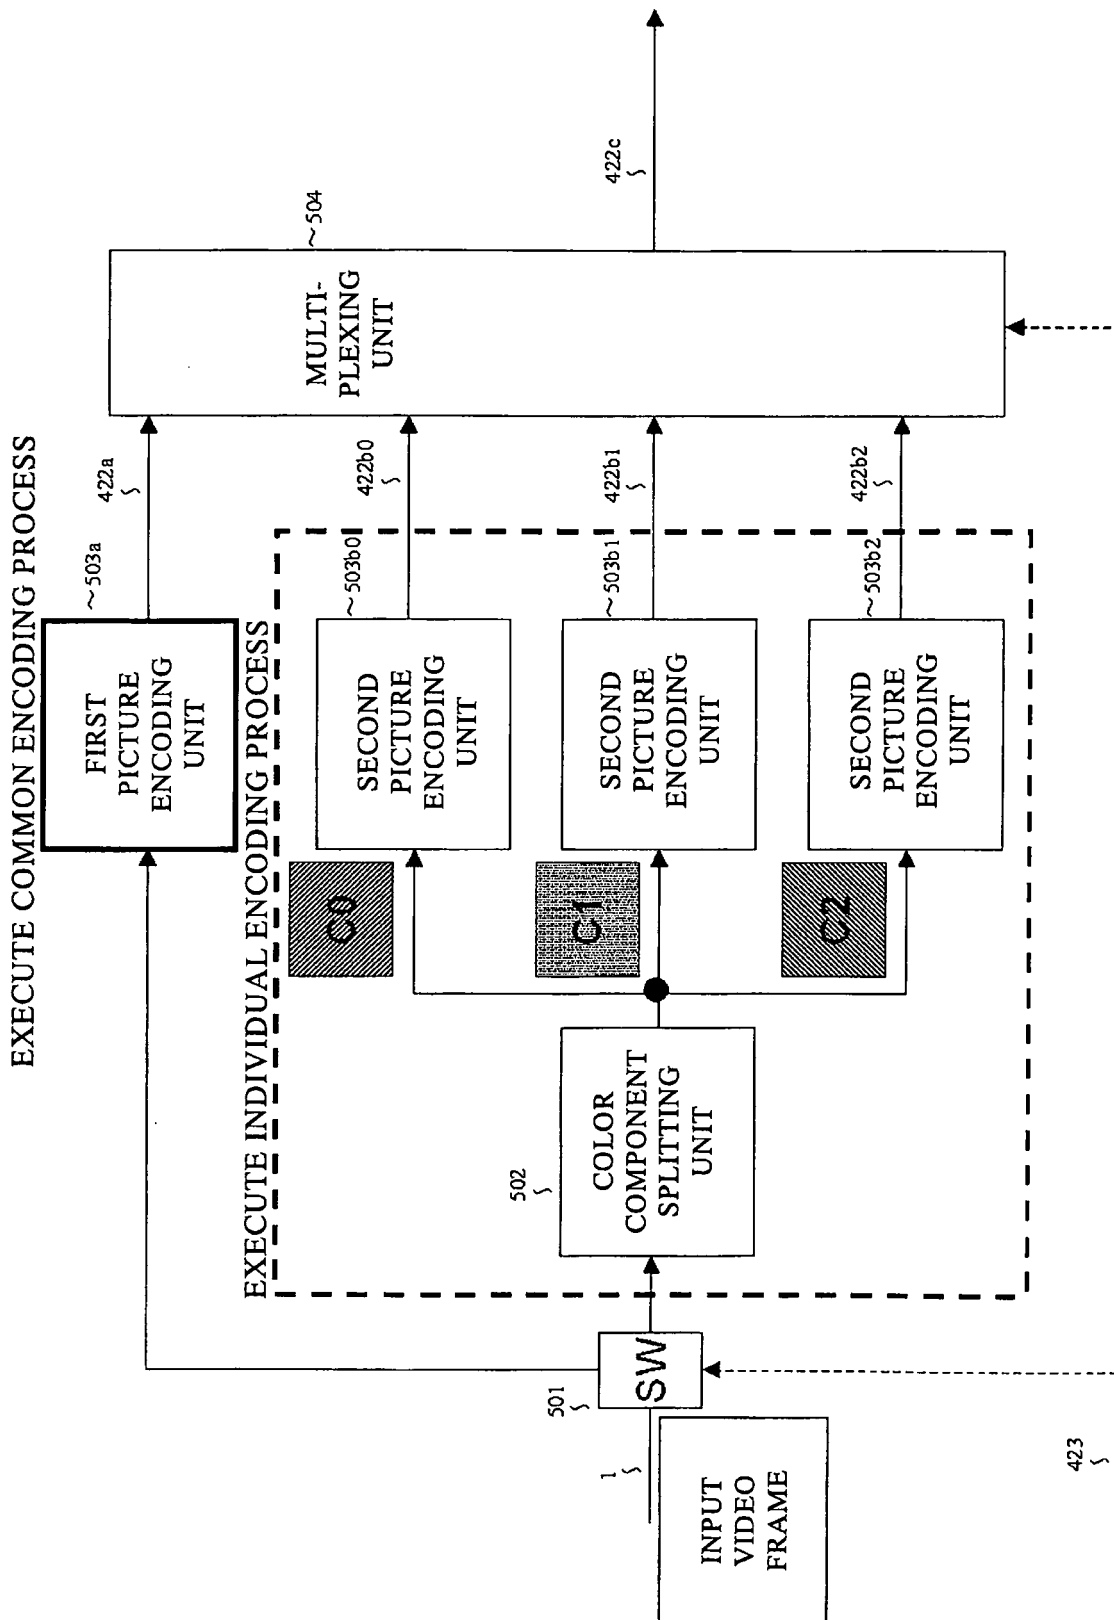 EXECUTE COMMON ENCODING PROCESS
~503a
422a
FIRST
PICTURE
ENCODING
UNIT
EXECUTE INDIVIDUAL ENCODING PROCESS
C0
SECOND
PICTURE
ENCODING
UNIT
~503b0
422b0
C1
SECOND
PICTURE
ENCODING
UNIT
~503b1
422b1
C2
SECOND
PICTURE
ENCODING
UNIT
~503b2
422b2
502
COLOR
COMPONENT
SPLITTING
UNIT
MULTI-
PLEXING
UNIT
~504
422c
501
SW
1
INPUT
VIDEO
FRAME
423